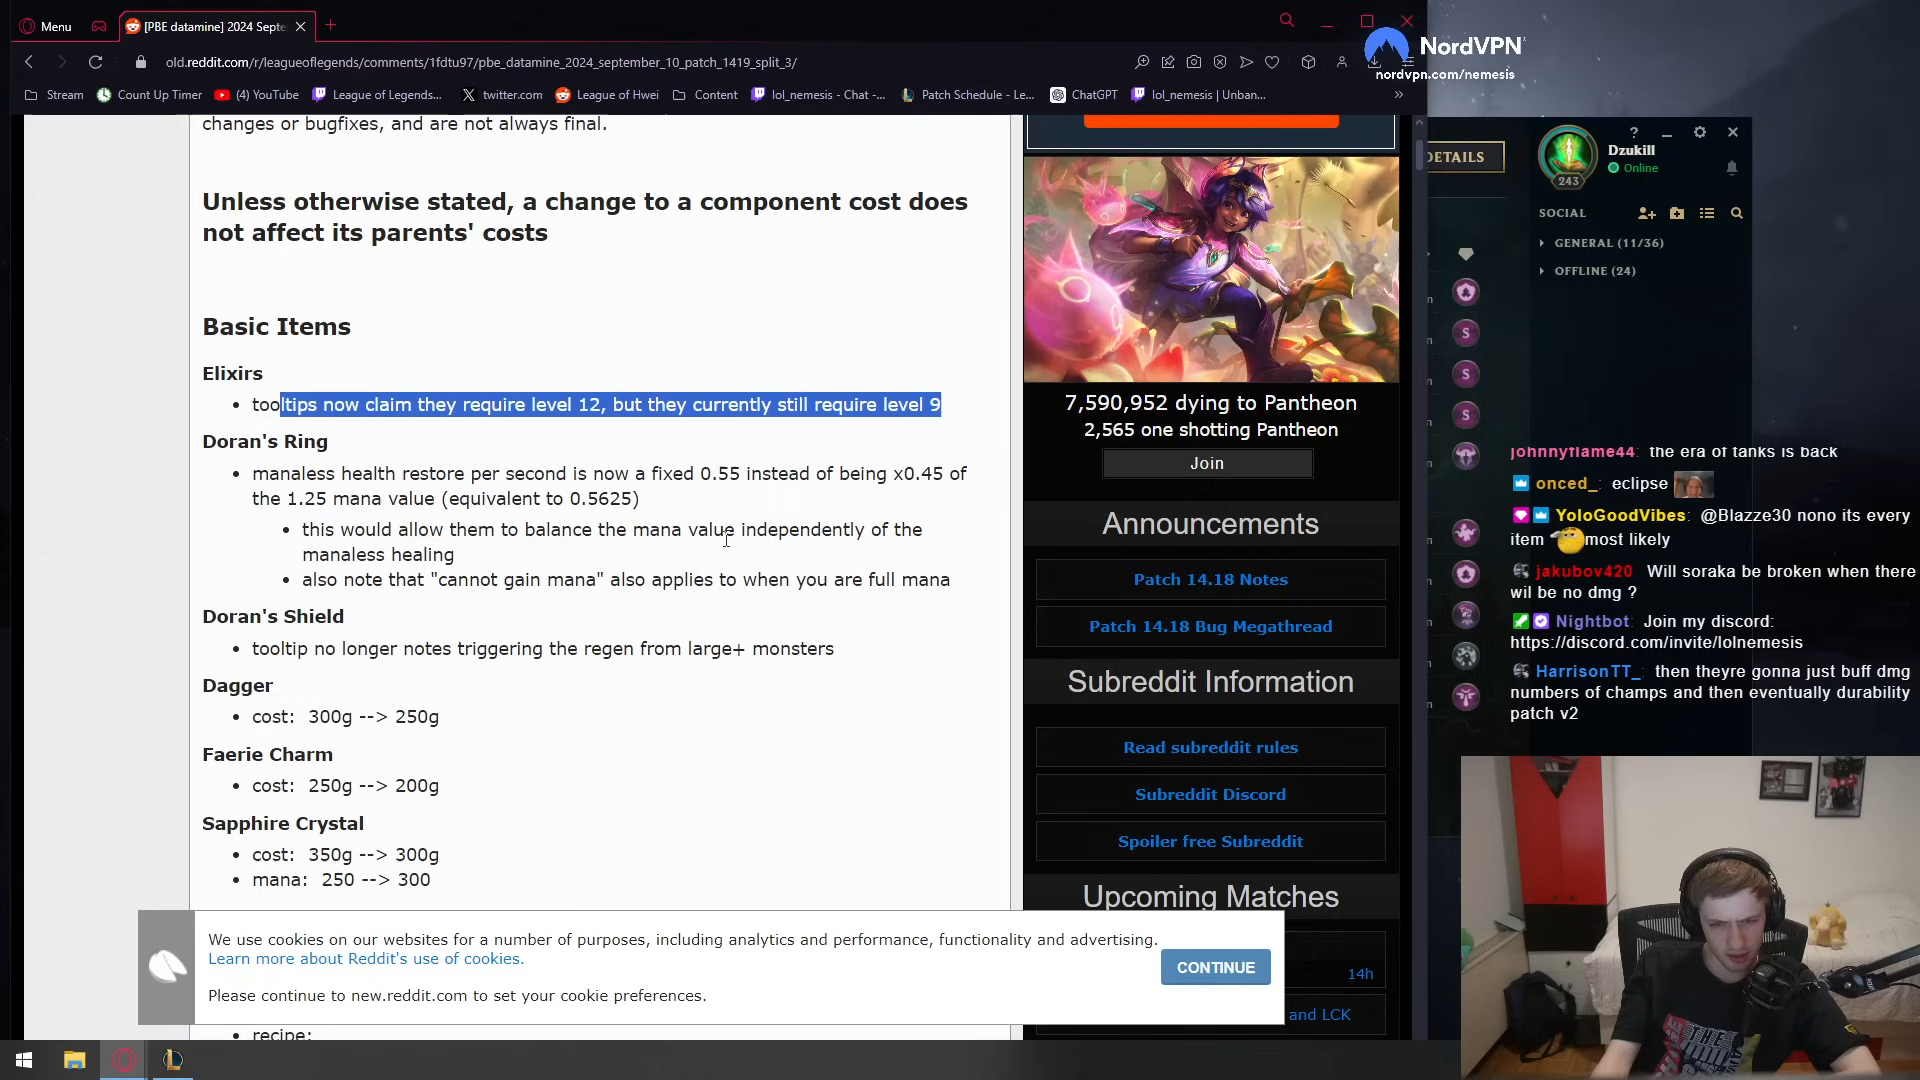 Menu
[PBE datamine] 2024 Septe
NordVPN
nordvpn.com/nemesis
old.reddit.com/r/leagueoflegends/comments/1fdtu97/pbe_datamine_2024_september_10_patch_1419_split_3/
Stream
Count Up Timer
(4) YouTube
League of Legends...
twitter.com
League of Hwei
Content
lol_nemesis - Chat -...
Patch Schedule - Le...
ChatGPT
lol_nemesis | Unban...
»
changes or bugfixes, and are not always final.
Unless otherwise stated, a change to a component cost does
not affect its parents' costs
Basic Items
Elixirs
• tooltips now claim they require level 12, but they currently still require level 9
Doran's Ring
• manaless health restore per second is now a fixed 0.55 instead of being x0.45 of
the 1.25 mana value (equivalent to 0.5625)
• this would allow them to balance the mana value independently of the
manaless healing
• also note that "cannot gain mana" also applies to when you are full mana
Doran's Shield
• tooltip no longer notes triggering the regen from large+ monsters
Dagger
• cost: 300g --> 250g
Faerie Charm
• cost: 250g --> 200g
Sapphire Crystal
• cost: 350g --> 300g
• mana: 250 --> 300
• recipe:
We use cookies on our websites for a number of purposes, including analytics and performance, functionality and advertising.
Learn more about Reddit's use of cookies.
Please continue to new.reddit.com to set your cookie preferences.
CONTINUE
7,590,952 dying to Pantheon
2,565 one shotting Pantheon
Join
Announcements
Patch 14.18 Notes
Patch 14.18 Bug Megathread
Subreddit Information
Read subreddit rules
Subreddit Discord
Spoiler free Subreddit
Upcoming Matches
14h
and LCK
DETAILS
?
Dzukill
Online
243
SOCIAL
GENERAL (11/36)
OFFLINE (24)
johnnyflame44: the era of tanks is back
onced_: eclipse
YoloGoodVibes: @Blazze30 nono its every
item most likely
jakubov420 Will soraka be broken when there
wil be no dmg ?
Nightbot: Join my discord:
https://discord.com/invite/lolnemesis
HarrisonTT_: then theyre gonna just buff dmg
numbers of champs and then eventually durability
patch v2